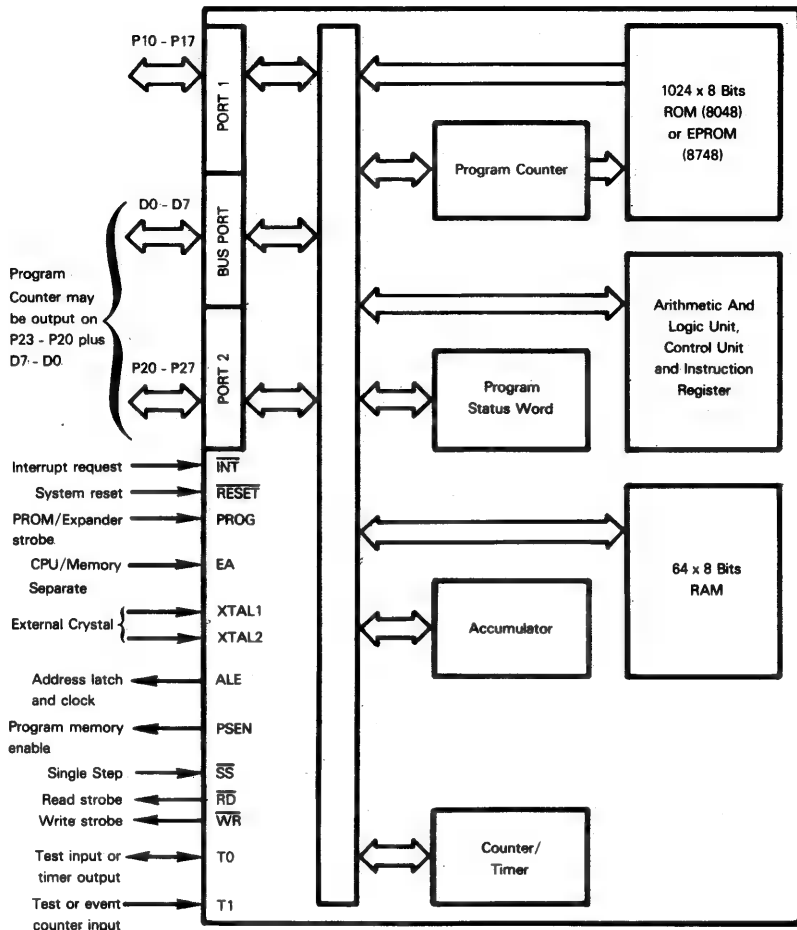 P10 - P17
PORT 1
1024 x 8 Bits
ROM (8048)
or EPROM
(8748)
Program Counter
D0 - D7
BUS PORT
Program
Counter may
be output on
P23 - P20 plus
D7 - D0
Arithmetic And
Logic Unit,
Control Unit
and Instruction
Register
P20 - P27
PORT 2
Program
Status Word
Interrupt request
INT
System reset
RESET
PROM/Expander
strobe
PROG
CPU/Memory
Separate
EA
64 x 8 Bits
RAM
External Crystal
XTAL1
XTAL2
Accumulator
Address latch
and clock
ALE
Program memory
enable
PSEN
Single Step
SS
Read strobe
RD
Write strobe
WR
Test input or
timer output
T0
Counter/
Timer
Test or event
counter input
T1